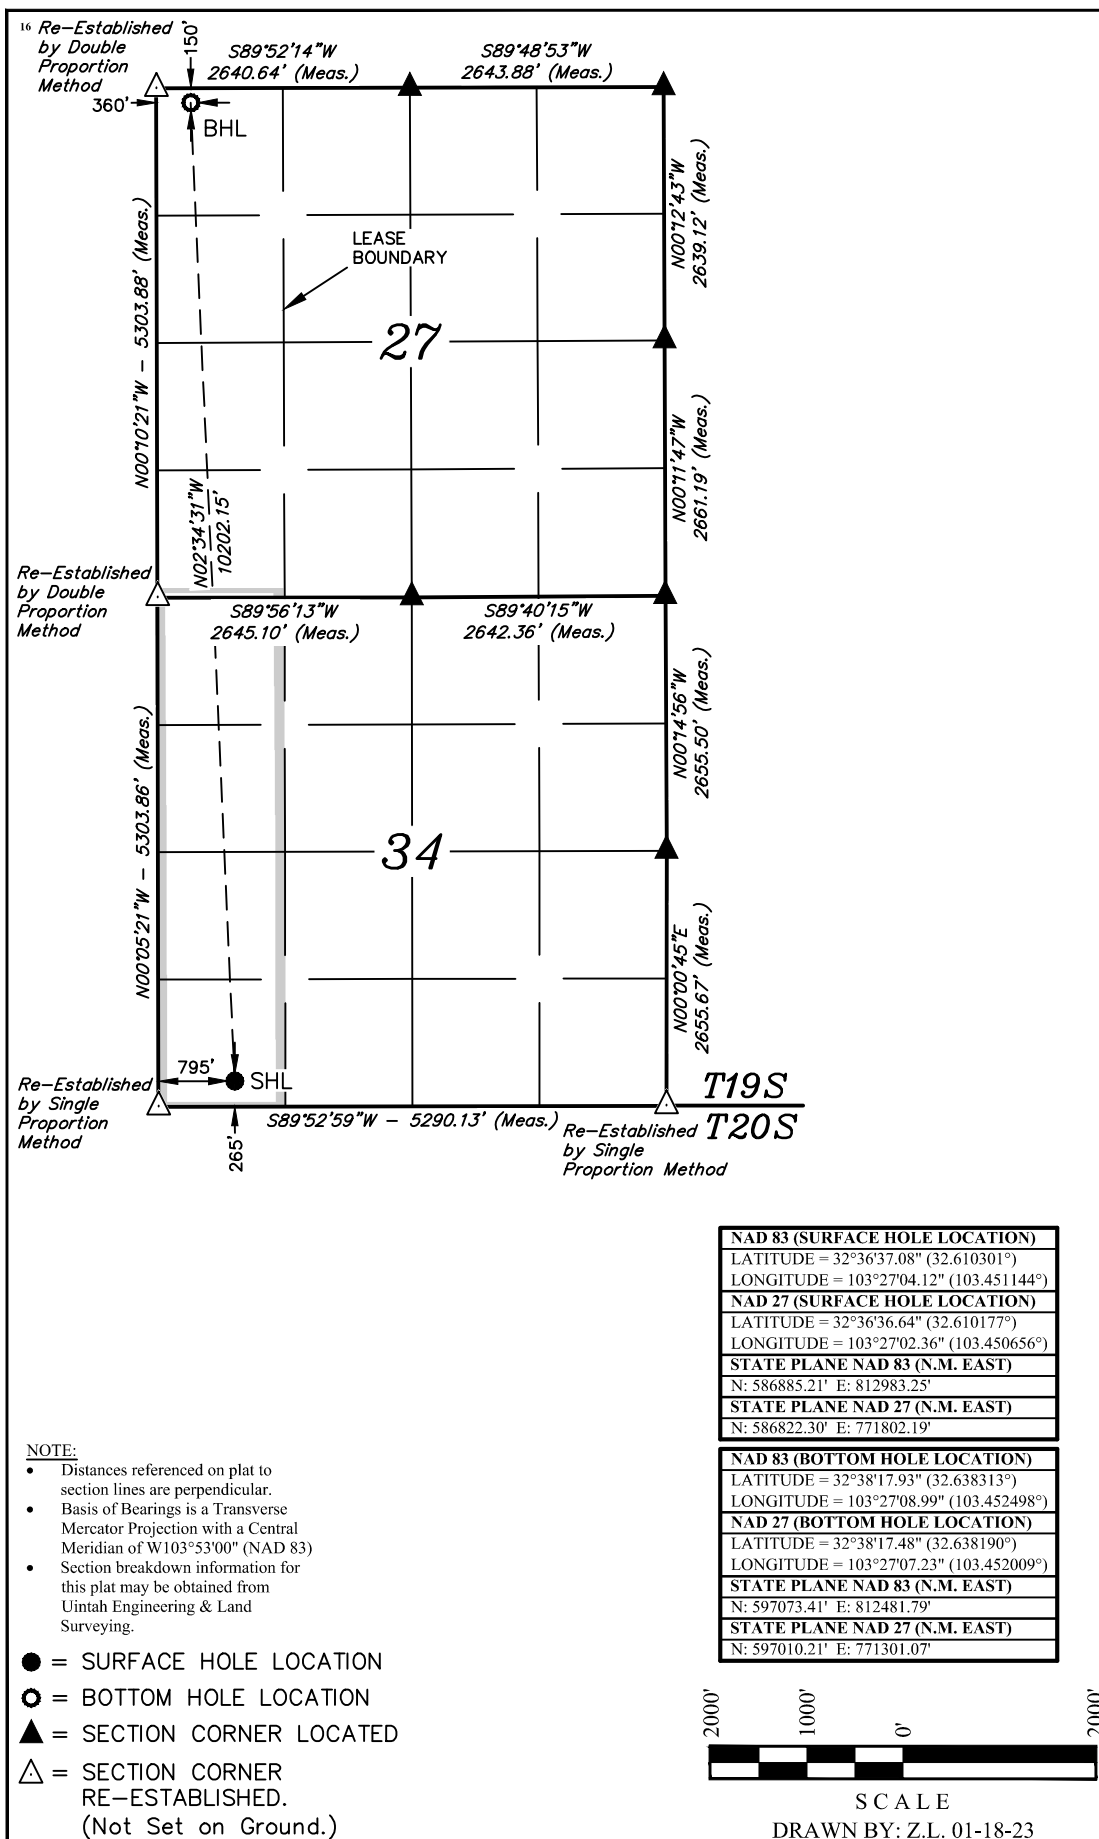 16 Re-Established
by Double
Proportion
Method
150'
S89°52'14"W
2640.64' (Meas.)
S89°48'53"W
2643.88' (Meas.)
360'
BHL
N00°12'43"W
2639.12' (Meas.)
LEASE
BOUNDARY
N00°10'21"W - 5303.88' (Meas.)
27
N00°11'47"W
2661.19' (Meas.)
N02°34'31"W
10202.15'
Re-Established
by Double
Proportion
Method
S89°56'13"W
2645.10' (Meas.)
S89°40'15"W
2642.36' (Meas.)
N00°14'56"W
2655.50' (Meas.)
N00°05'21"W - 5303.86' (Meas.)
34
N00°00'45"E
2655.67' (Meas.)
795'
SHL
Re-Established
by Single
Proportion
Method
265'
S89°52'59"W - 5290.13' (Meas.)
T19S
T20S
Re-Established
by Single
Proportion Method
NAD 83 (SURFACE HOLE LOCATION)
LATITUDE = 32°36'37.08" (32.610301°)
LONGITUDE = 103°27'04.12" (103.451144°)
NAD 27 (SURFACE HOLE LOCATION)
LATITUDE = 32°36'36.64" (32.610177°)
LONGITUDE = 103°27'02.36" (103.450656°)
STATE PLANE NAD 83 (N.M. EAST)
N: 586885.21' E: 812983.25'
STATE PLANE NAD 27 (N.M. EAST)
N: 586822.30' E: 771802.19'
NAD 83 (BOTTOM HOLE LOCATION)
LATITUDE = 32°38'17.93" (32.638313°)
LONGITUDE = 103°27'08.99" (103.452498°)
NAD 27 (BOTTOM HOLE LOCATION)
LATITUDE = 32°38'17.48" (32.638190°)
LONGITUDE = 103°27'07.23" (103.452009°)
STATE PLANE NAD 83 (N.M. EAST)
N: 597073.41' E: 812481.79'
STATE PLANE NAD 27 (N.M. EAST)
N: 597010.21' E: 771301.07'
NOTE:
• Distances referenced on plat to
section lines are perpendicular.
• Basis of Bearings is a Transverse
Mercator Projection with a Central
Meridian of W103°53'00" (NAD 83)
• Section breakdown information for
this plat may be obtained from
Uintah Engineering & Land
Surveying.
= SURFACE HOLE LOCATION
= BOTTOM HOLE LOCATION
= SECTION CORNER LOCATED
= SECTION CORNER
RE-ESTABLISHED.
(Not Set on Ground.)
2000' 1000' 0' 2000'
SCALE
DRAWN BY: Z.L. 01-18-23